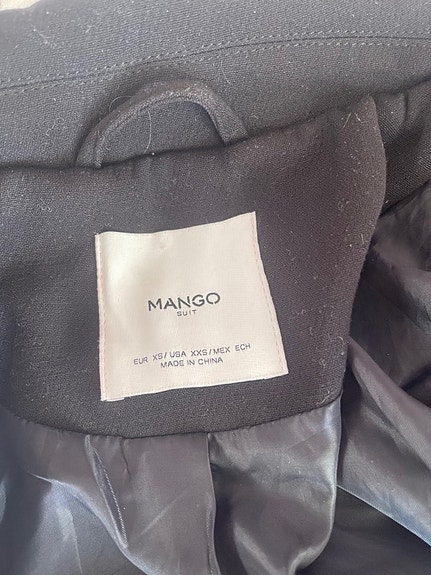 MANGO
SUIT
EUR XS/ USA XXS/MEX ECH
MADE IN CHINA